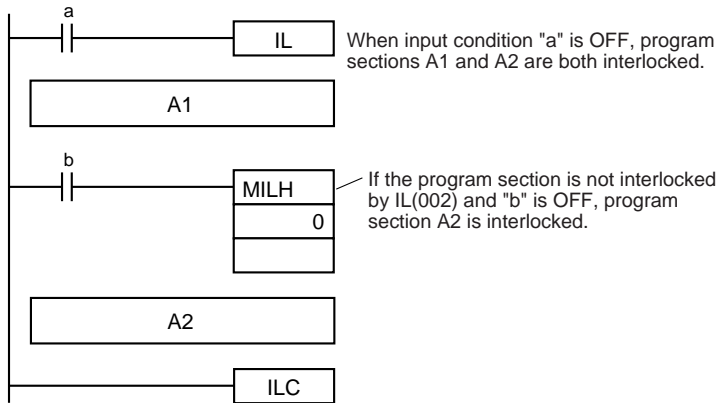 a
IL
When input condition "a" is OFF, program
sections A1 and A2 are both interlocked.
A1
b
MILH
0
If the program section is not interlocked
by IL(002) and "b" is OFF, program
section A2 is interlocked.
A2
ILC